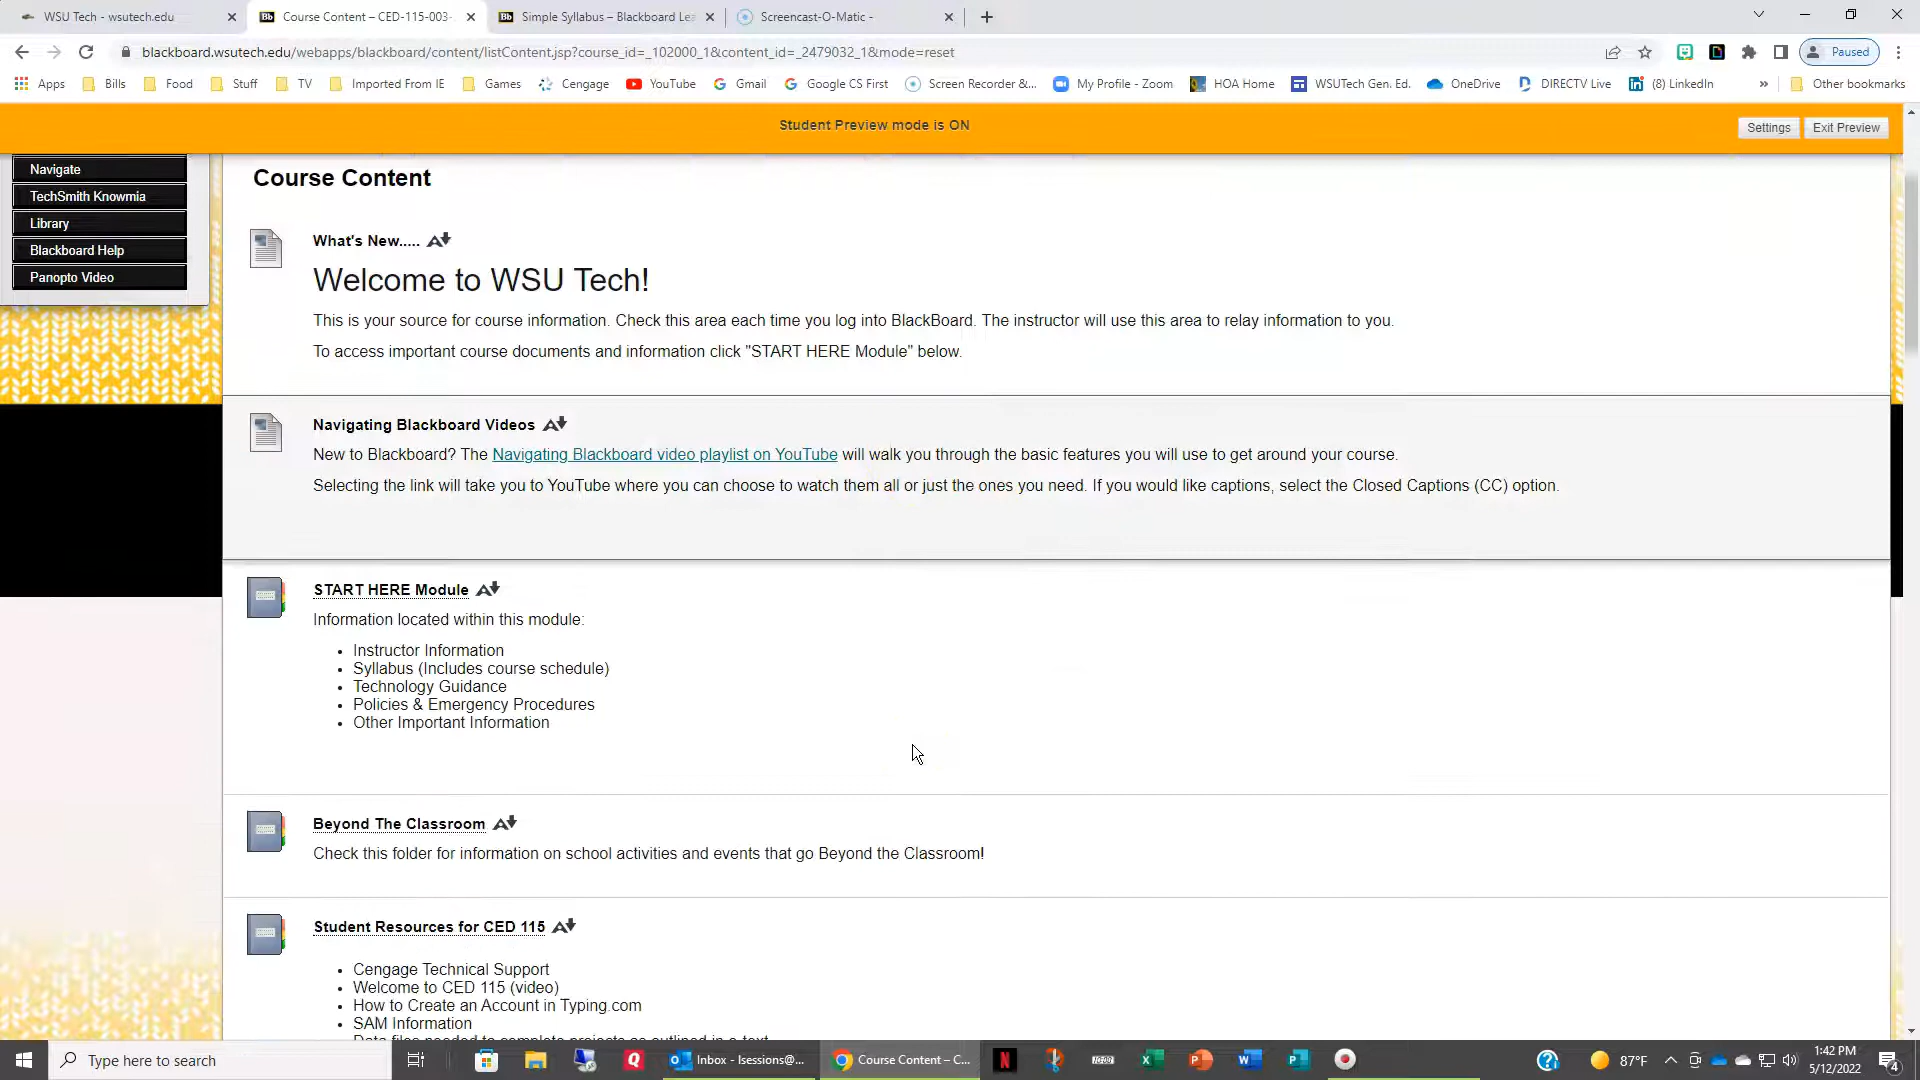 WSU Tech - wsutech.edu
Course Content – CED-115-003-
Simple Syllabus – Blackboard Lea
Screencast-O-Matic -
blackboard.wsutech.edu/webapps/blackboard/content/listContent.jsp?course_id=_102000_1&content_id=_2479032_1&mode=reset
Paused
Apps Bills Food Stuff TV Imported From IE Games Cengage YouTube Gmail Google CS First Screen Recorder &... My Profile - Zoom HOA Home WSUTech Gen. Ed. OneDrive DIRECTV Live (8) LinkedIn » Other bookmarks
Student Preview mode is ON
Settings Exit Preview
Navigate
TechSmith Knowmia
Library
Blackboard Help
Panopto Video
Course Content
What's New.....
Welcome to WSU Tech!
This is your source for course information. Check this area each time you log into BlackBoard. The instructor will use this area to relay information to you.
To access important course documents and information click "START HERE Module" below.
Navigating Blackboard Videos
New to Blackboard? The Navigating Blackboard video playlist on YouTube will walk you through the basic features you will use to get around your course.
Selecting the link will take you to YouTube where you can choose to watch them all or just the ones you need. If you would like captions, select the Closed Captions (CC) option.
START HERE Module
Information located within this module:
Instructor Information
Syllabus (Includes course schedule)
Technology Guidance
Policies & Emergency Procedures
Other Important Information
Beyond The Classroom
Check this folder for information on school activities and events that go Beyond the Classroom!
Student Resources for CED 115
Cengage Technical Support
Welcome to CED 115 (video)
How to Create an Account in Typing.com
SAM Information
Data files needed to complete projects as outlined in e text
Type here to search
Inbox - lsessions@...
Course Content – C...
87°F
1:42 PM
5/12/2022
4